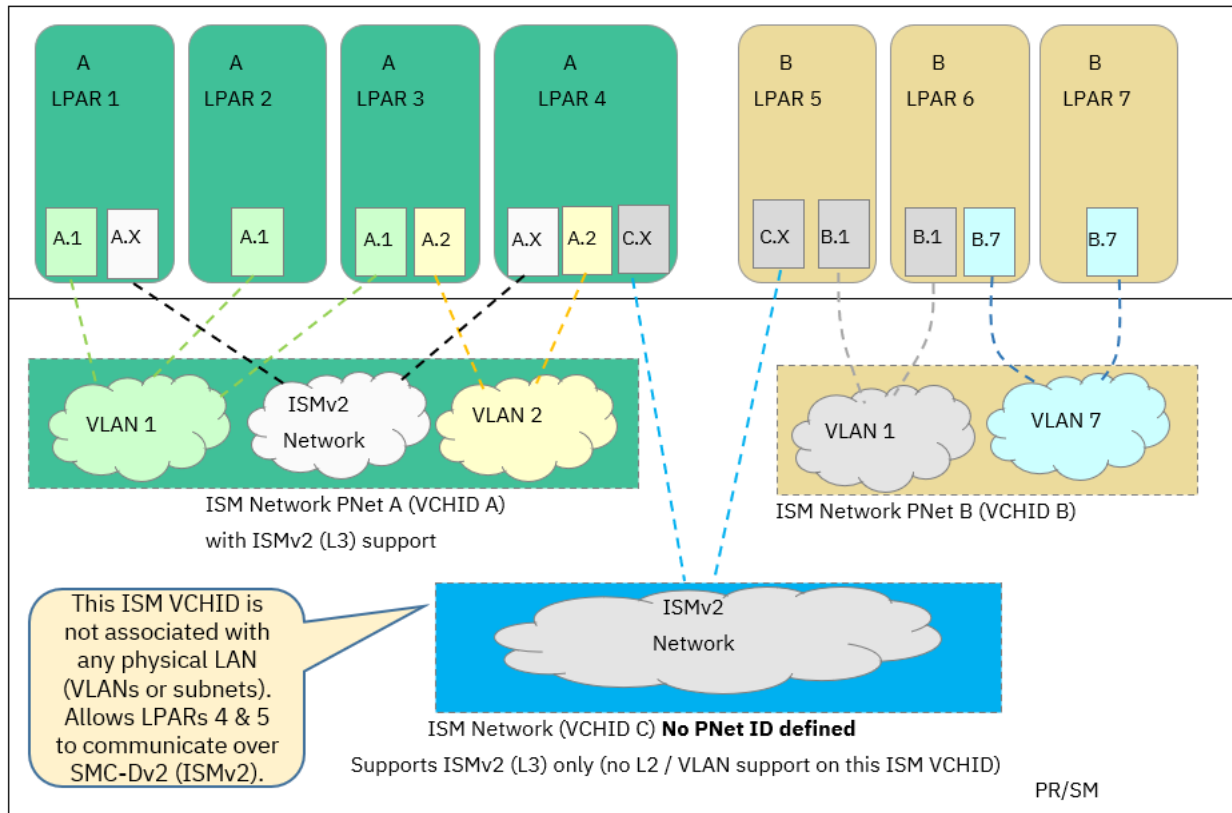 A
LPAR 1
A
LPAR 2
A
LPAR 3
A
LPAR 4
B
LPAR 5
B
LPAR 6
B
LPAR 7
A.1
A.X
A.1
A.1
A.2
A.X
A.2
C.X
C.X
B.1
B.1
B.7
B.7
VLAN 1
ISMv2
Network
VLAN 2
VLAN 1
VLAN 7
ISM Network PNet A (VCHID A)
with ISMv2 (L3) support
ISM Network PNet B (VCHID B)
This ISM VCHID is
not associated with
any physical LAN
(VLANs or subnets).
Allows LPARs 4 & 5
to communicate over
SMC-Dv2 (ISMv2).
ISMv2
Network
ISM Network (VCHID C) No PNet ID defined
Supports ISMv2 (L3) only (no L2 / VLAN support on this ISM VCHID)
PR/SM